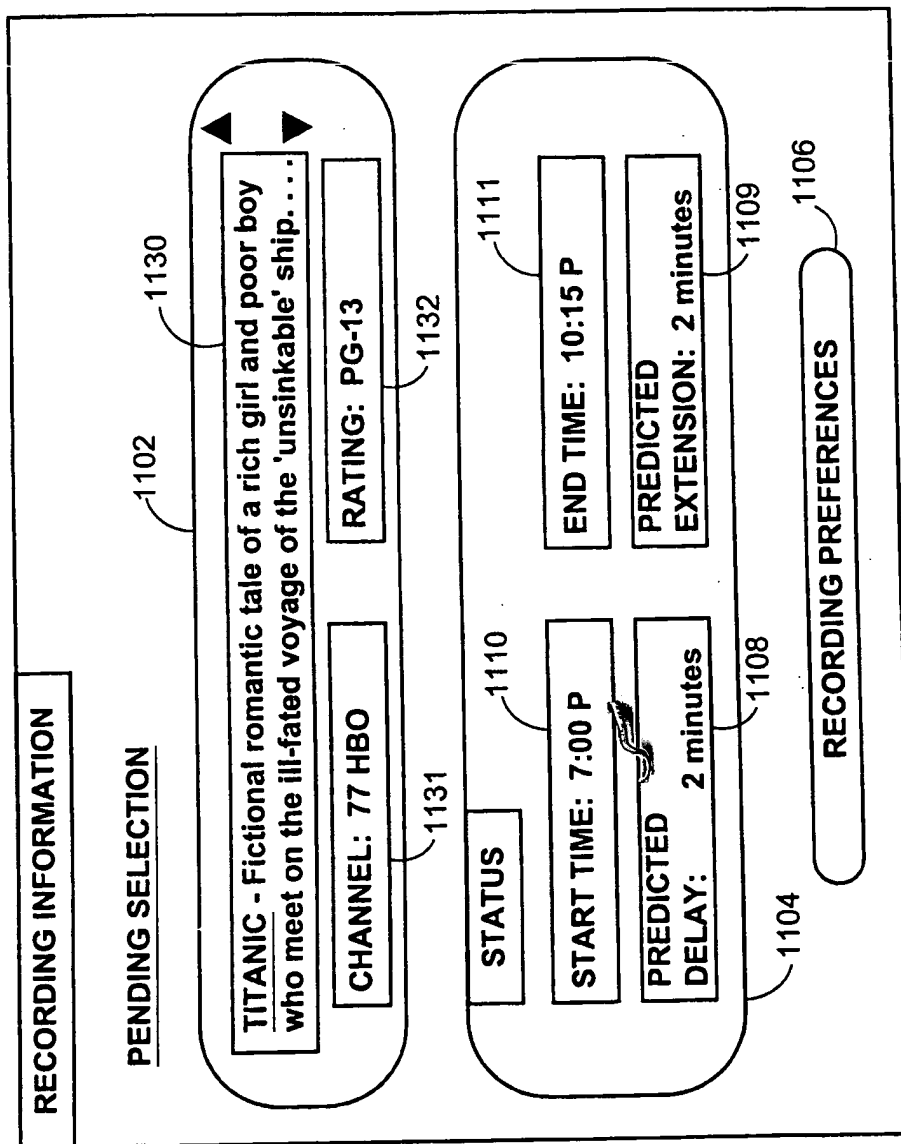 RECORDING INFORMATION
PENDING SELECTION
1102
1130
TITANIC - Fictional romantic tale of a rich girl and poor boy
who meet on the ill-fated voyage of the 'unsinkable' ship. . . .
CHANNEL: 77 HBO
1131
RATING: PG-13
1132
STATUS
1110
1111
START TIME: 7:00 P
END TIME: 10:15 P
PREDICTED
DELAY: 2 minutes
1108
PREDICTED
EXTENSION: 2 minutes
1109
1104
RECORDING PREFERENCES
1106